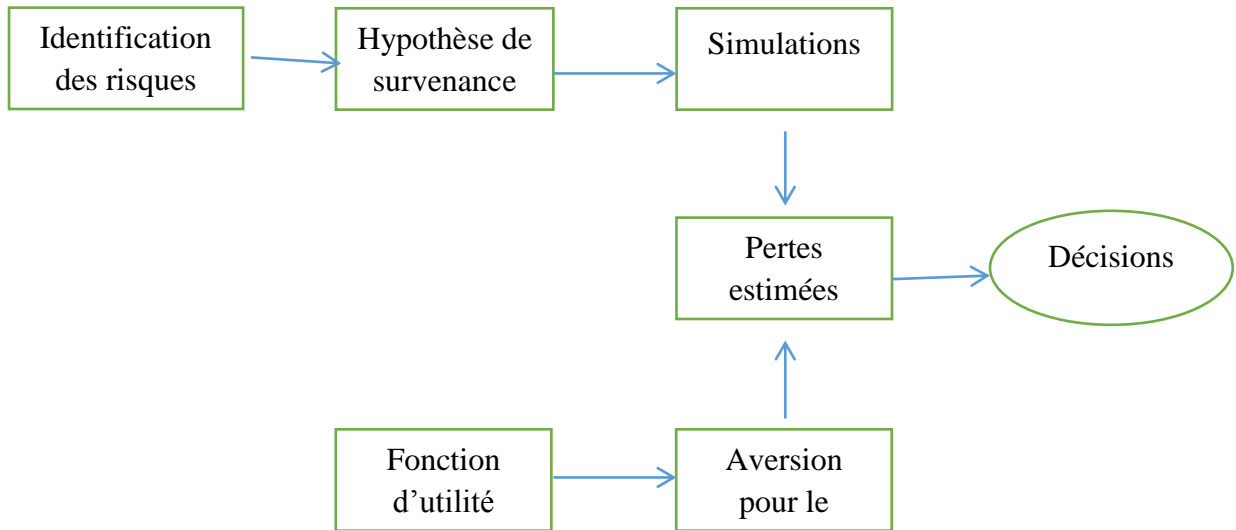 Identification
des risques
Hypothèse de
survenance
Simulations
Pertes
estimées
Décisions
Fonction
d’utilité
Aversion
pour le